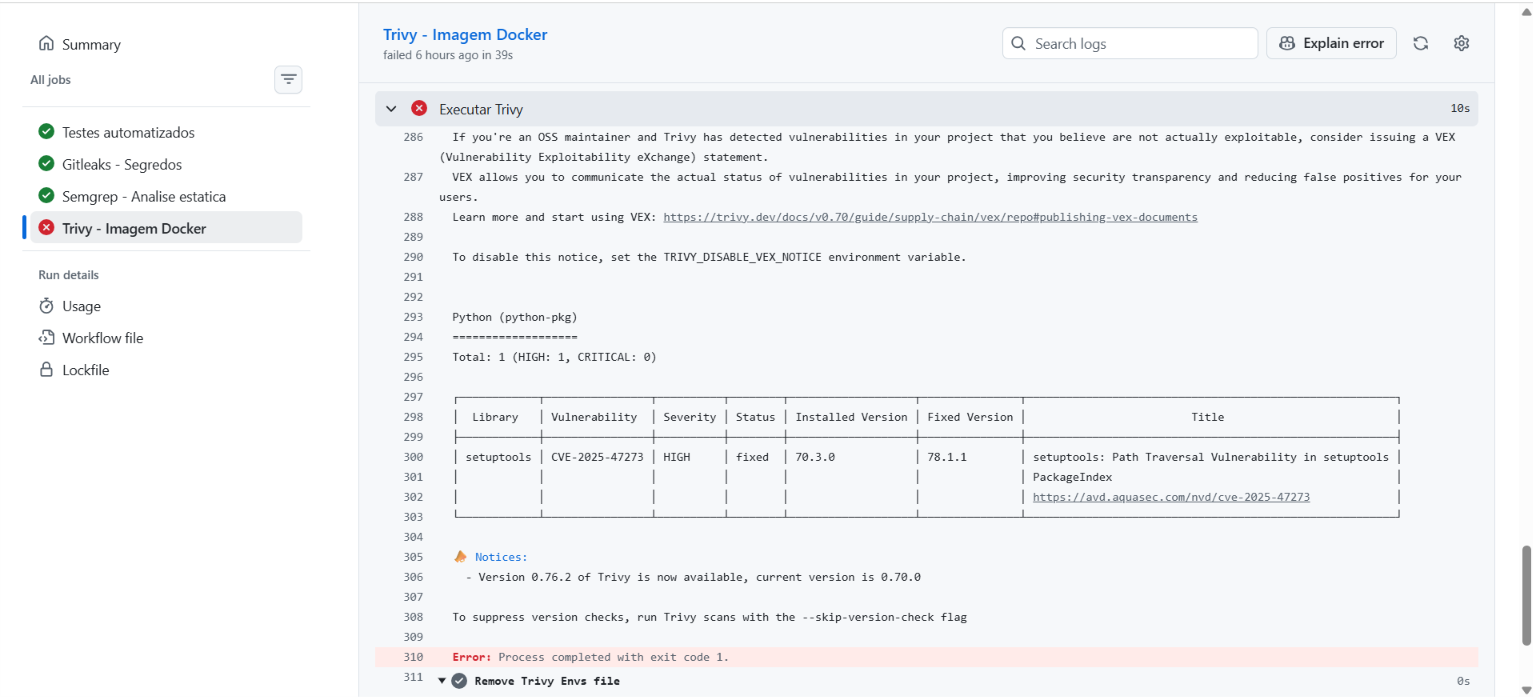 Summary
All jobs
Testes automatizados
Gitleaks - Segredos
Semgrep - Analise estatica
Trivy - Imagem Docker
Run details
Usage
Workflow file
Lockfile
Trivy - Imagem Docker
failed 6 hours ago in 39s
Search logs
Explain error
Executar Trivy 10s
286 If you're an OSS maintainer and Trivy has detected vulnerabilities in your project that you believe are not actually exploitable, consider issuing a VEX
(Vulnerability Exploitability eXchange) statement.
287 VEX allows you to communicate the actual status of vulnerabilities in your project, improving security transparency and reducing false positives for your
users.
288 Learn more and start using VEX: https://trivy.dev/docs/v0.70/guide/supply-chain/vex/repo#publishing-vex-documents
289
290 To disable this notice, set the TRIVY_DISABLE_VEX_NOTICE environment variable.
291
292
293 Python (python-pkg)
294 ===================
295 Total: 1 (HIGH: 1, CRITICAL: 0)
296
297
298 Library Vulnerability Severity Status Installed Version Fixed Version Title
299
300 setuptools CVE-2025-47273 HIGH fixed 70.3.0 78.1.1 setuptools: Path Traversal Vulnerability in setuptools
301 PackageIndex
302 https://avd.aquasec.com/nvd/cve-2025-47273
303
304
305 Notices:
306 - Version 0.76.2 of Trivy is now available, current version is 0.70.0
307
308 To suppress version checks, run Trivy scans with the --skip-version-check flag
309
310 Error: Process completed with exit code 1.
311 Remove Trivy Envs file 0s